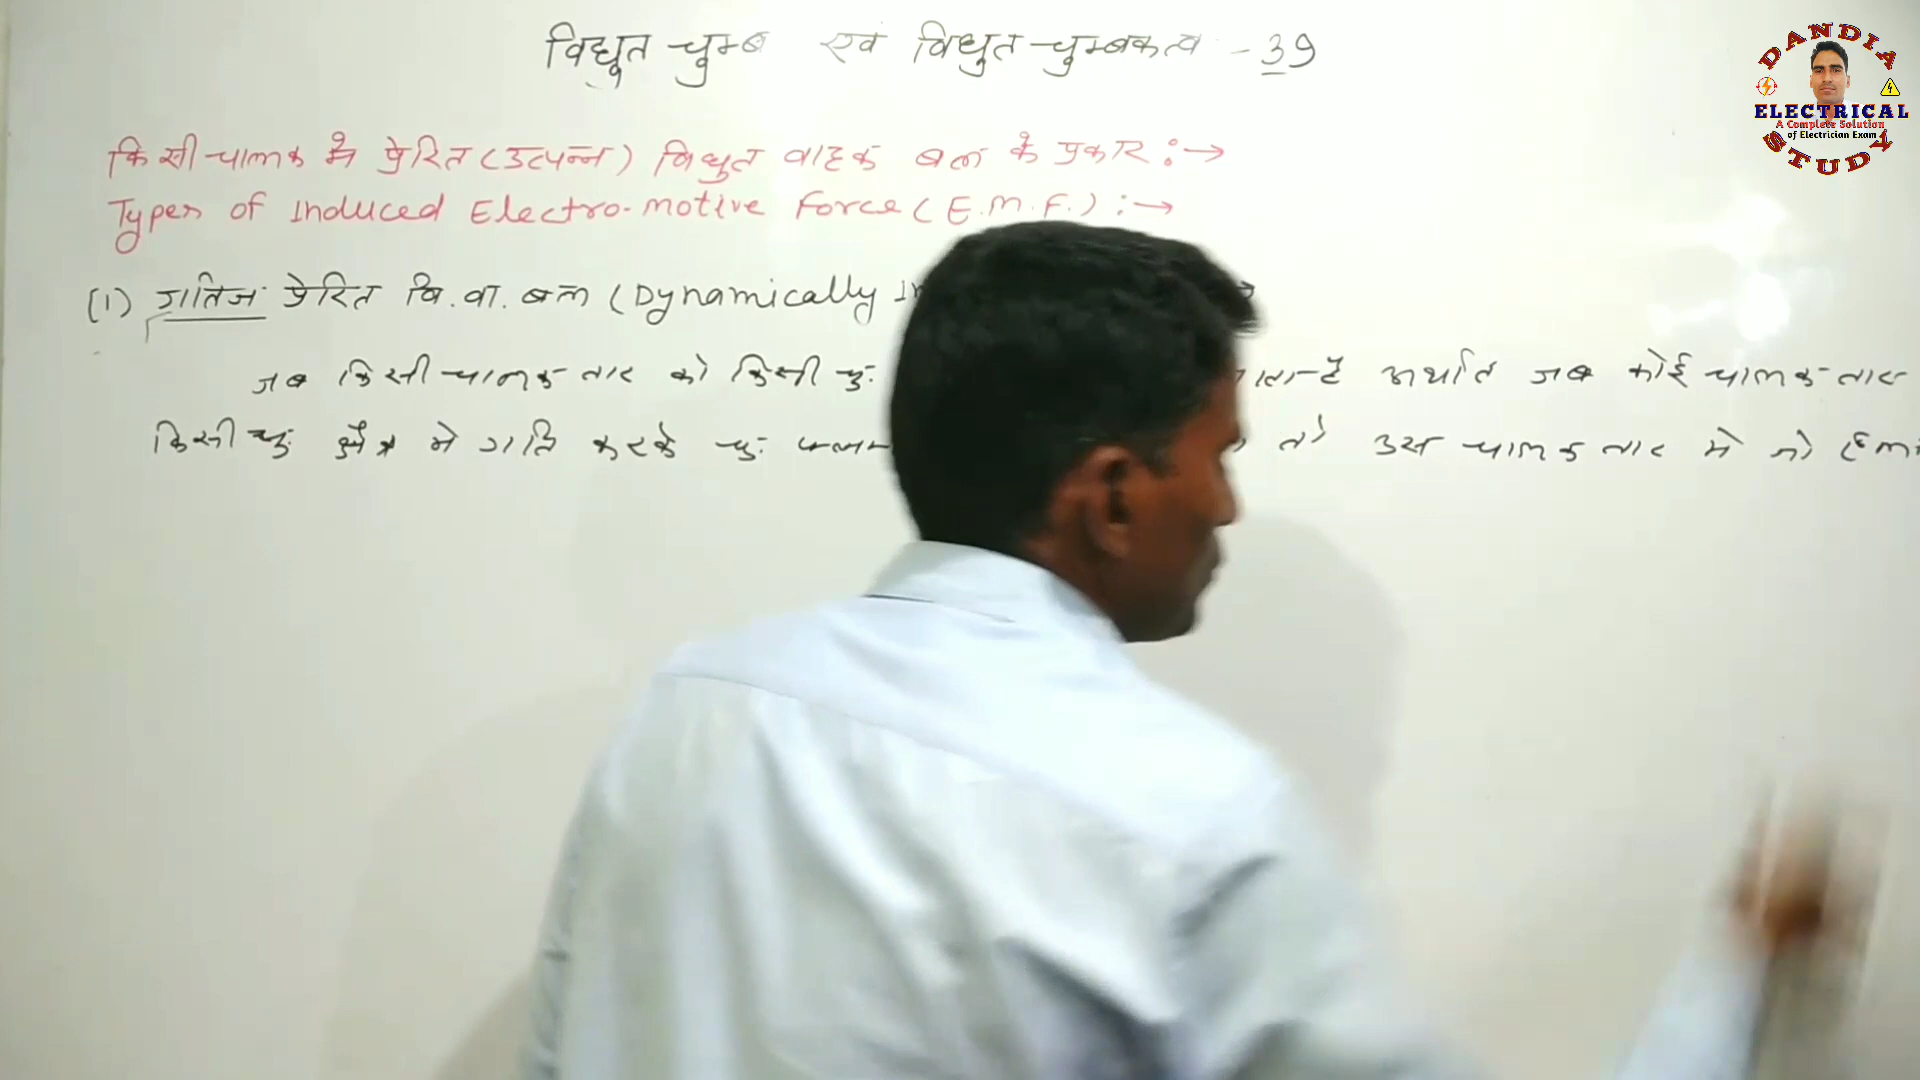 विधुत चुम्ब एवं विधुत चुम्बकत्व - 39
किसी चालक में प्रेरित (उत्पन्न) विधुत वाहक बल के प्रकार :→
Types of Induced Electro-motive Force (E.M.F.) :→
(1) गतिज प्रेरित वि. वा. बल (Dynamically
जब किसी चालक तार को किसी चु. है अर्थात जब कोई चालक तार
किसी चु. क्षैत्र मे गति करके चु. तो उस चालक तार मे जो
DANDIA
ELECTRICAL
A Complete Solution
of Electrician Exam
STUDY